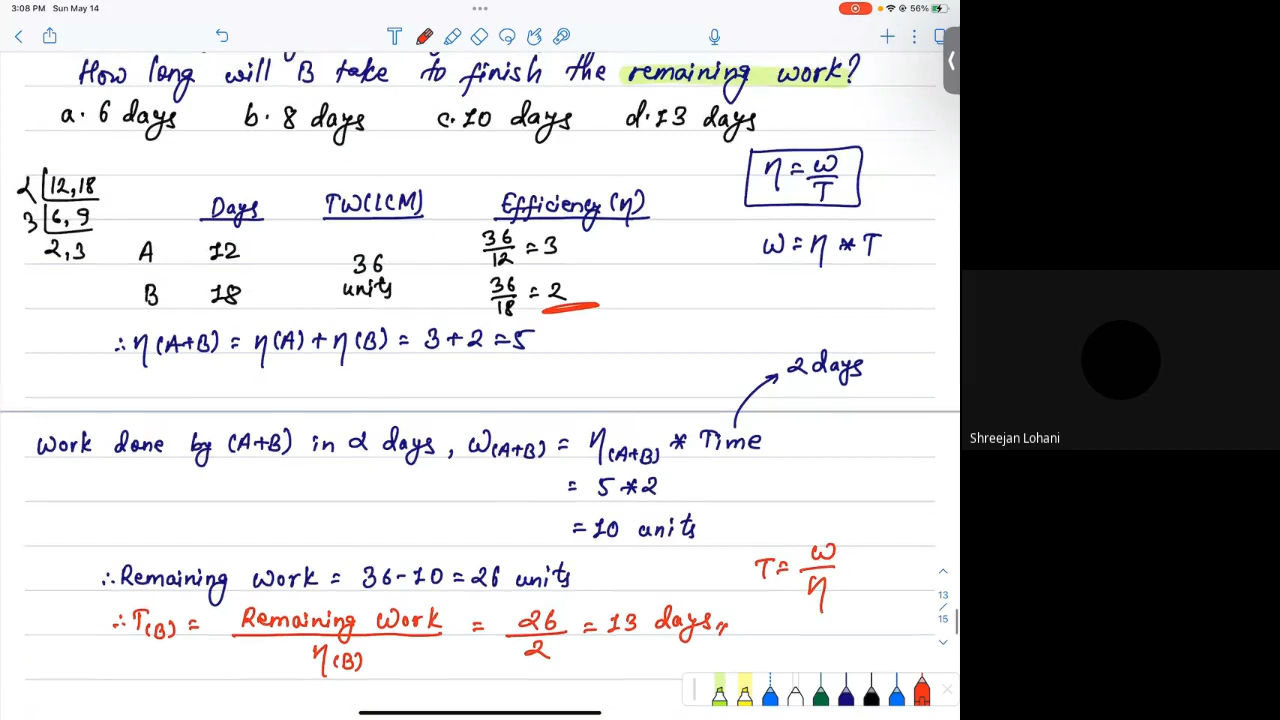 3:08 PM Sun May 14
56%
How long will B take to finish the remaining work?
a. 6 days b. 8 days c. 10 days d. 13 days
2 | 12, 18
3 | 6, 9
2, 3
Days TW(LCM) Efficiency (η)
A 12 36/12 = 3
36 units
B 18 36/18 = 2
η = w/T
w = η * T
∴ η(A+B) = η(A) + η(B) = 3 + 2 = 5
2 days
Work done by (A+B) in 2 days, w(A+B) = η(A+B) * Time
= 5 * 2
= 10 units
∴ Remaining work = 36 - 10 = 26 units
T = w/η
∴ T(B) = Remaining Work / η(B) = 26/2 = 13 days
13
/
15
Shreejan Lohani